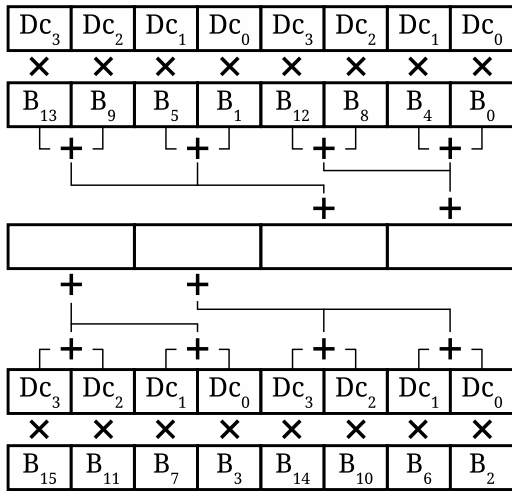 Dc₃ Dc₂ Dc₁ Dc₀ Dc₃ Dc₂ Dc₁ Dc₀
× × × × × × × ×
B₁₃ B₉ B₅ B₁ B₁₂ B₈ B₄ B₀
+ + + +
+ +
+ +
+ + + +
Dc₃ Dc₂ Dc₁ Dc₀ Dc₃ Dc₂ Dc₁ Dc₀
× × × × × × × ×
B₁₅ B₁₁ B₇ B₃ B₁₄ B₁₀ B₆ B₂